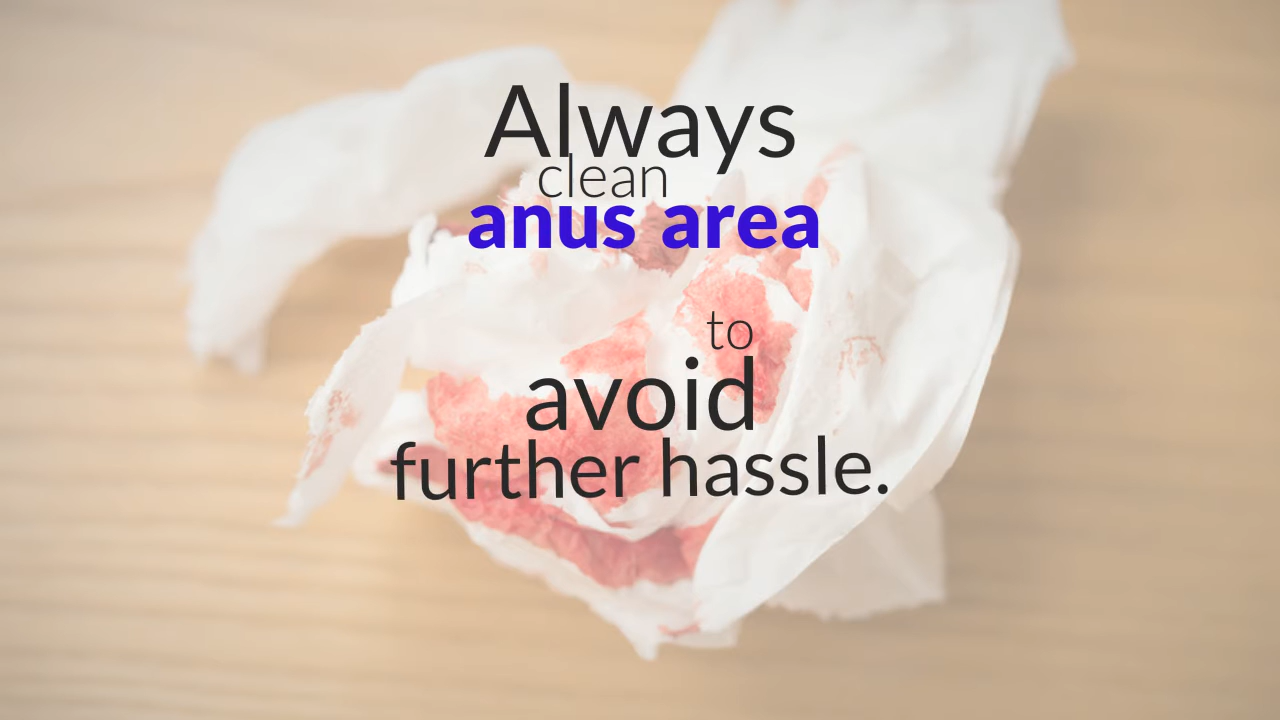 Always
clean
anus area
to
avoid
further hassle.